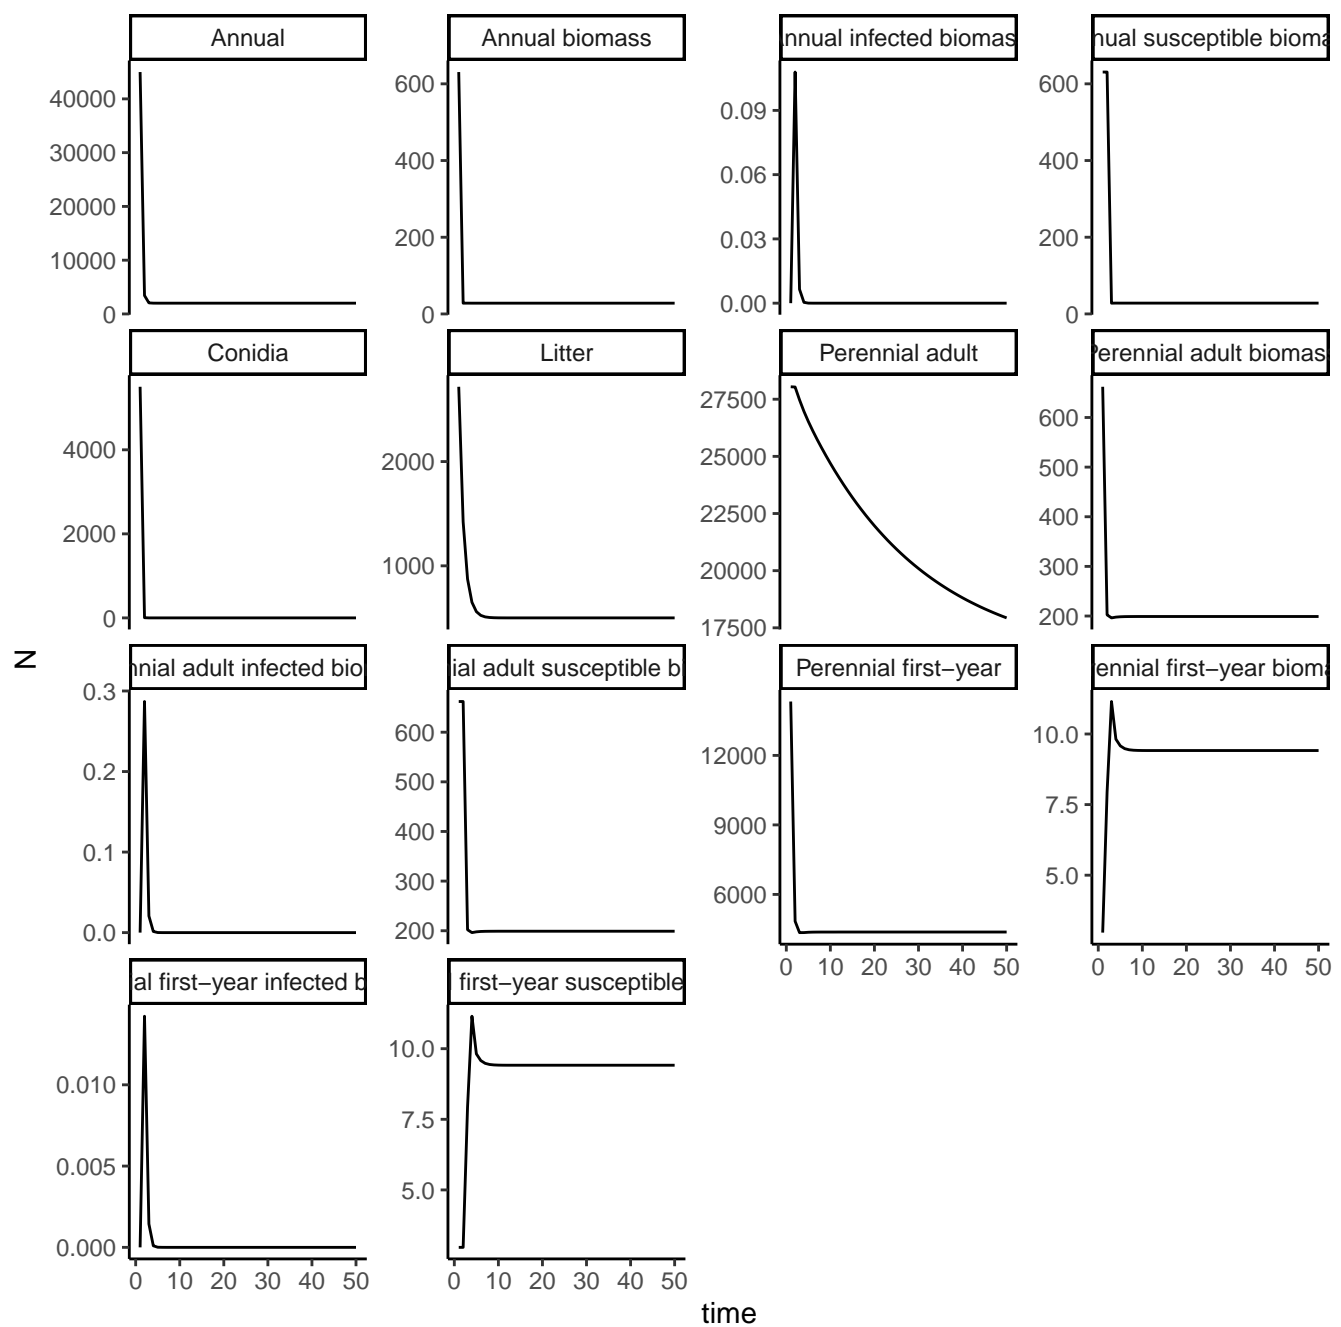 Annual
Annual biomass
nnual infected biomas
nual susceptible bioma
40000
30000
20000
10000
0
600
400
200
0
0.09
0.06
0.03
0.00
600
400
200
0
Conidia
Litter
Perennial adult
Perennial adult biomas
4000
2000
0
2000
1000
27500
25000
22500
20000
17500
600
500
400
300
200
N
nnial adult infected bio
ial adult susceptible b
Perennial first−year
ennial first−year bioma
0.3
0.2
0.1
0.0
600
500
400
300
200
12000
9000
6000
10.0
7.5
5.0
0 10 20 30 40 50
0 10 20 30 40 50
al first−year infected b
first−year susceptible
0.010
0.005
0.000
10.0
7.5
5.0
0 10 20 30 40 50
0 10 20 30 40 50
time